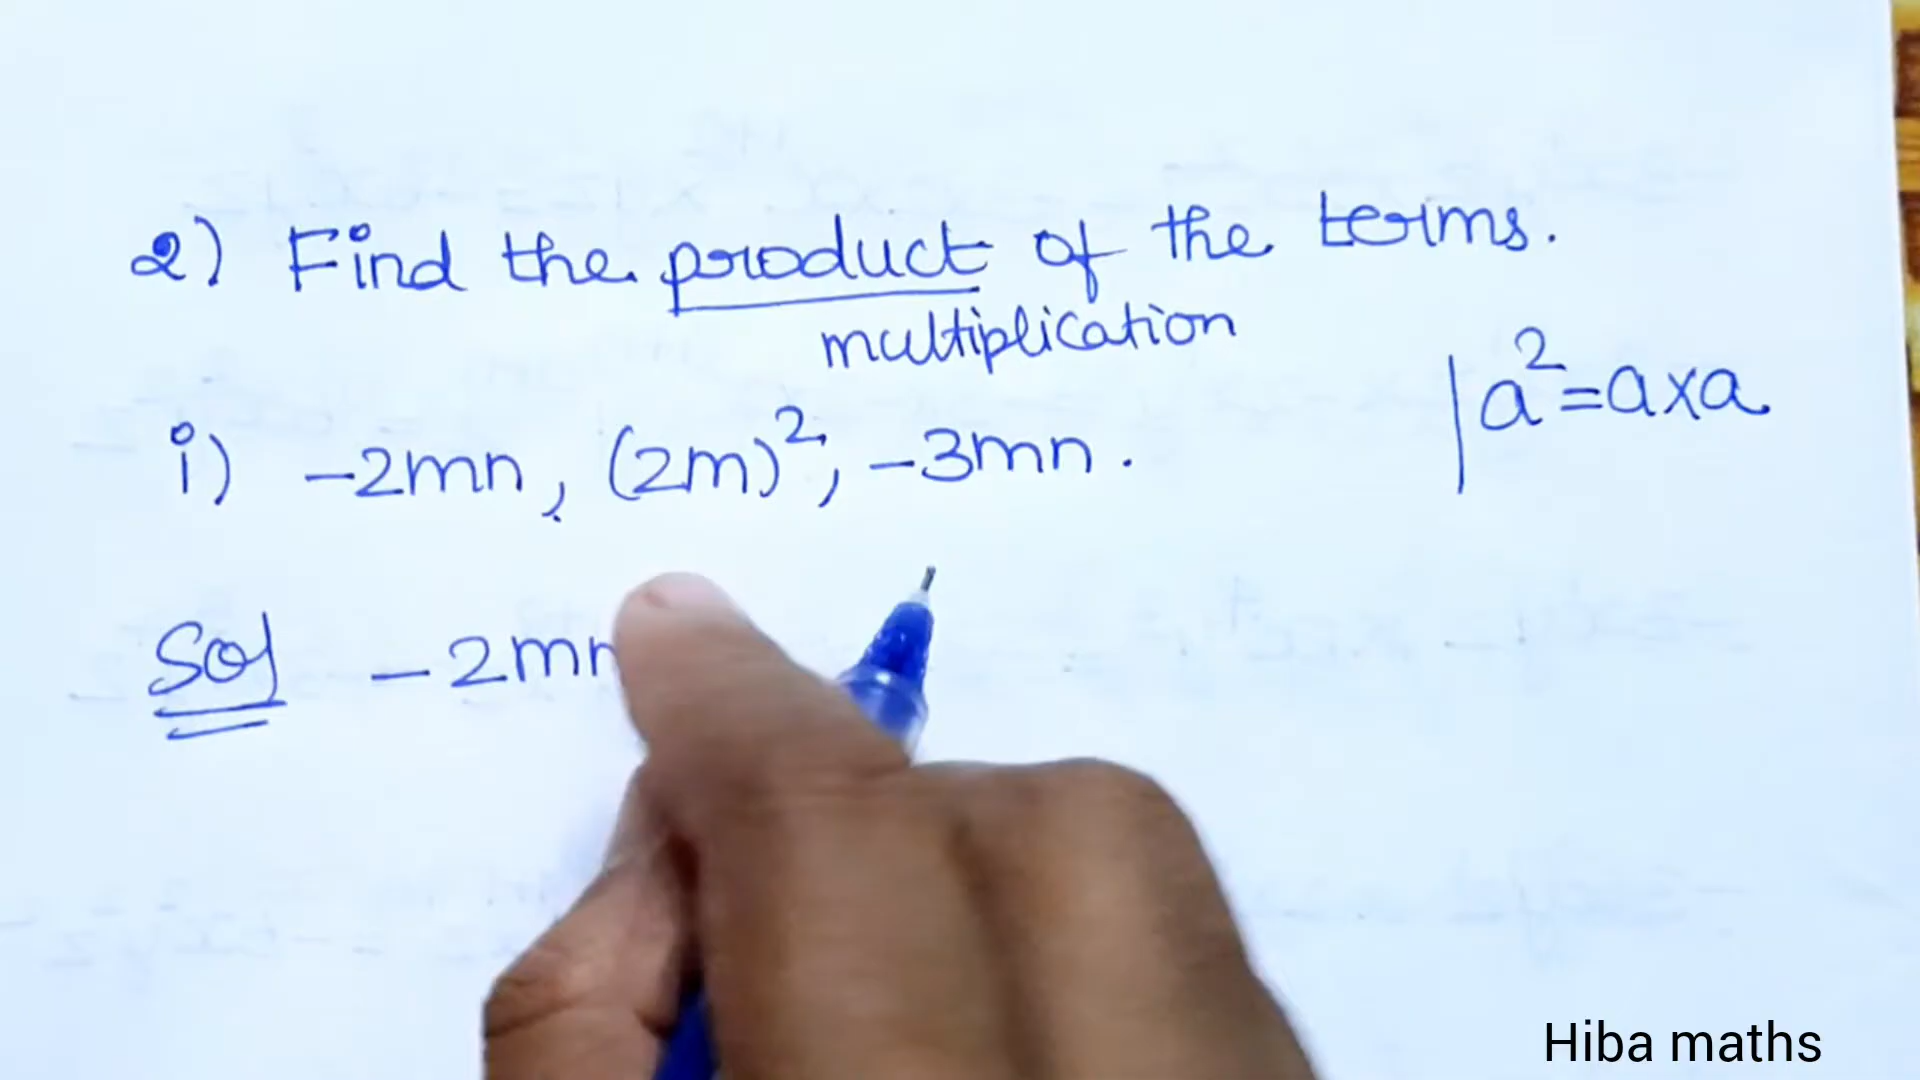 2) Find the product of the terms.
multiplication
a²=axa
i) -2mn, (2m)², -3mn.
Sol -2mn
Hiba maths